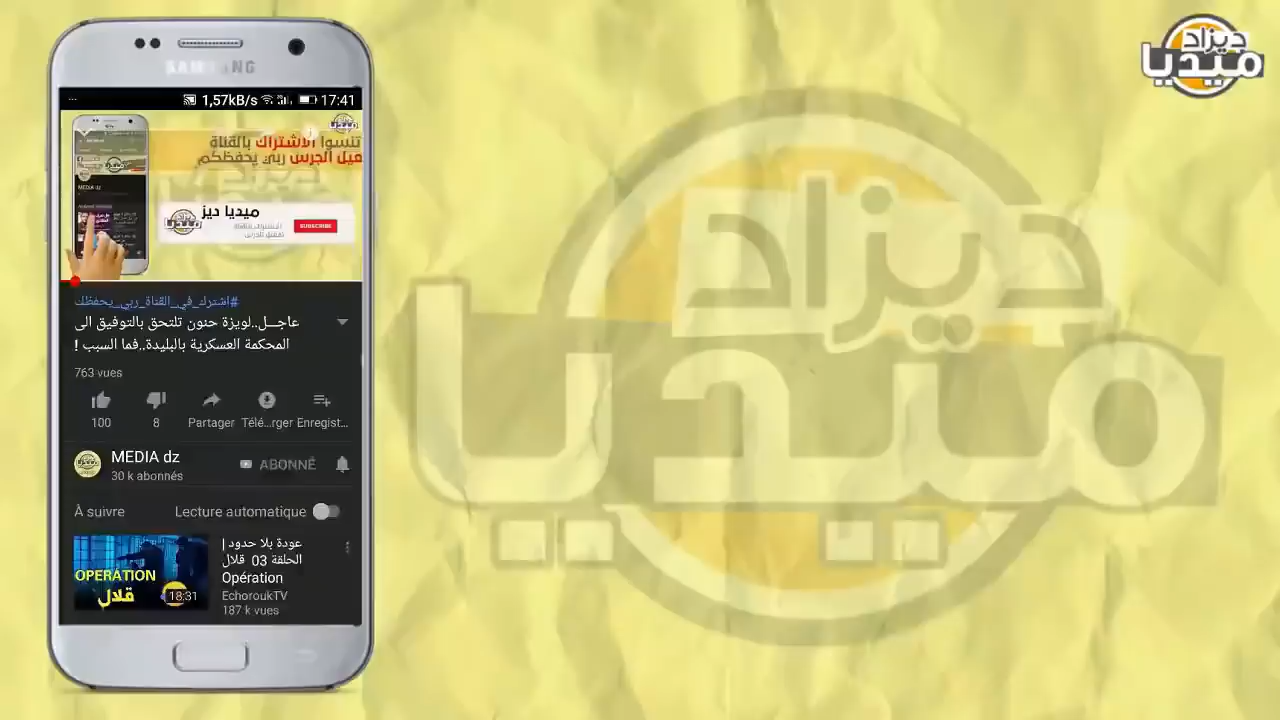 ديزاد
ميديا
SAMSUNG
1,57kB/s
17:41
تنسوا الاشتراك بالقناة
عيل الجرس ربي يحفظكم
ميديا ديز
SUBSCRIBE
MEDIA dz
#اشترك_في_القناة_ربي_يحفظك
عاجــل..لويزة حنون تلتحق بالتوفيق الى
المحكمة العسكرية بالبليدة..فما السبب !
763 vues
100
8
Partager
Télé...rger
Enregist...
MEDIA dz
30 k abonnés
ABONNÉ
À suivre
Lecture automatique
OPERATION
قلال
18:31
عودة بلا حدود |
الحلقة 03 قلال
Opération
EchoroukTV
187 k vues
ديزاد
ميديا